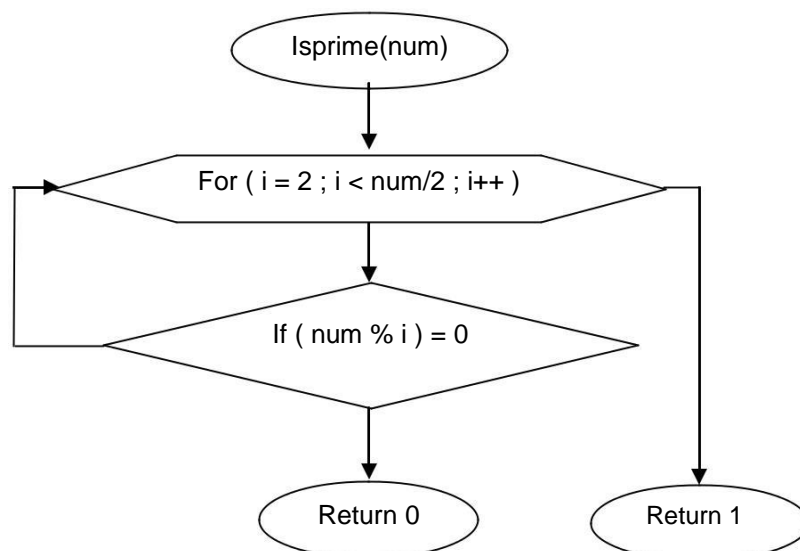 Isprime(num)
For ( i = 2 ; i < num/2 ; i++ )
If ( num % i ) = 0
Return 0
Return 1